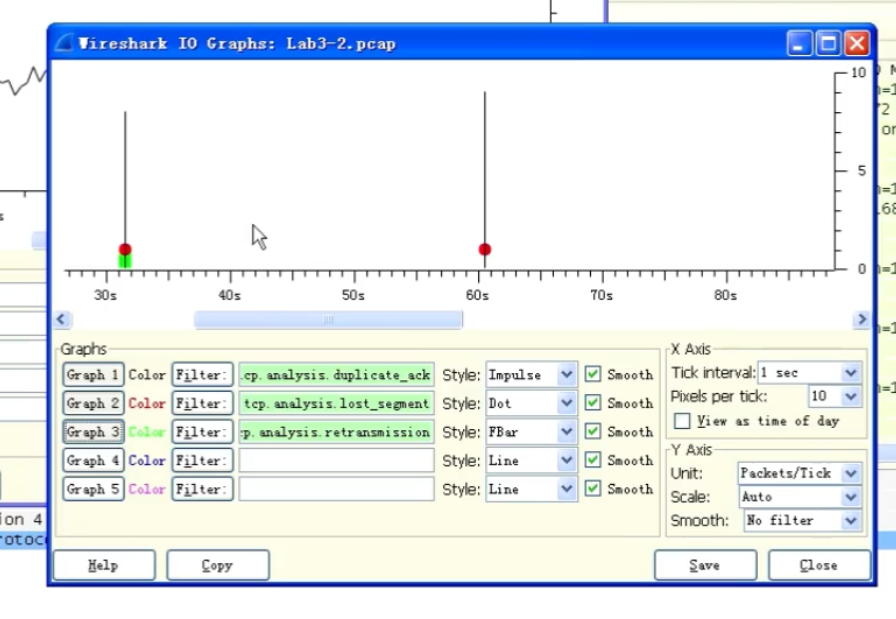 Wireshark IO Graphs: Lab3-2.pcap
10
5
0
30s 40s 50s 60s 70s 80s
Graphs
Graph 1 Color Filter: cp.analysis.duplicate_ack Style: Impulse Smooth
Graph 2 Color Filter: tcp.analysis.lost_segment Style: Dot Smooth
Graph 3 Color Filter: p.analysis.retransmission Style: FBar Smooth
Graph 4 Color Filter: Style: Line Smooth
Graph 5 Color Filter: Style: Line Smooth
X Axis
Tick interval: 1 sec
Pixels per tick: 10
View as time of day
Y Axis
Unit: Packets/Tick
Scale: Auto
Smooth: No filter
Help Copy Save Close
ion 4
rotoc